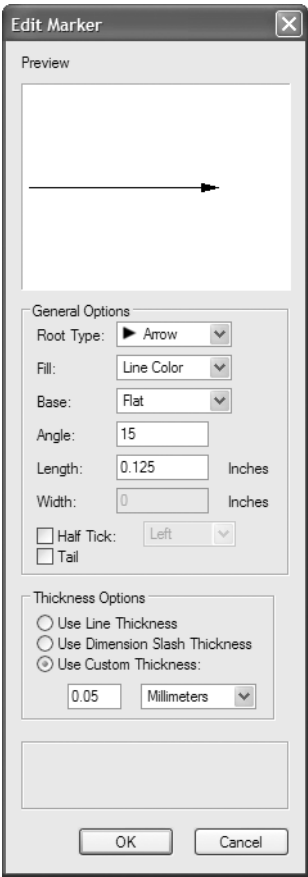 Edit Marker
Preview
General Options
Root Type: Arrow
Fill: Line Color
Base: Flat
Angle: 15
Length: 0.125 Inches
Width: 0 Inches
Half Tick: Left
Tail
Thickness Options
Use Line Thickness
Use Dimension Slash Thickness
Use Custom Thickness:
0.05 Millimeters
OK Cancel